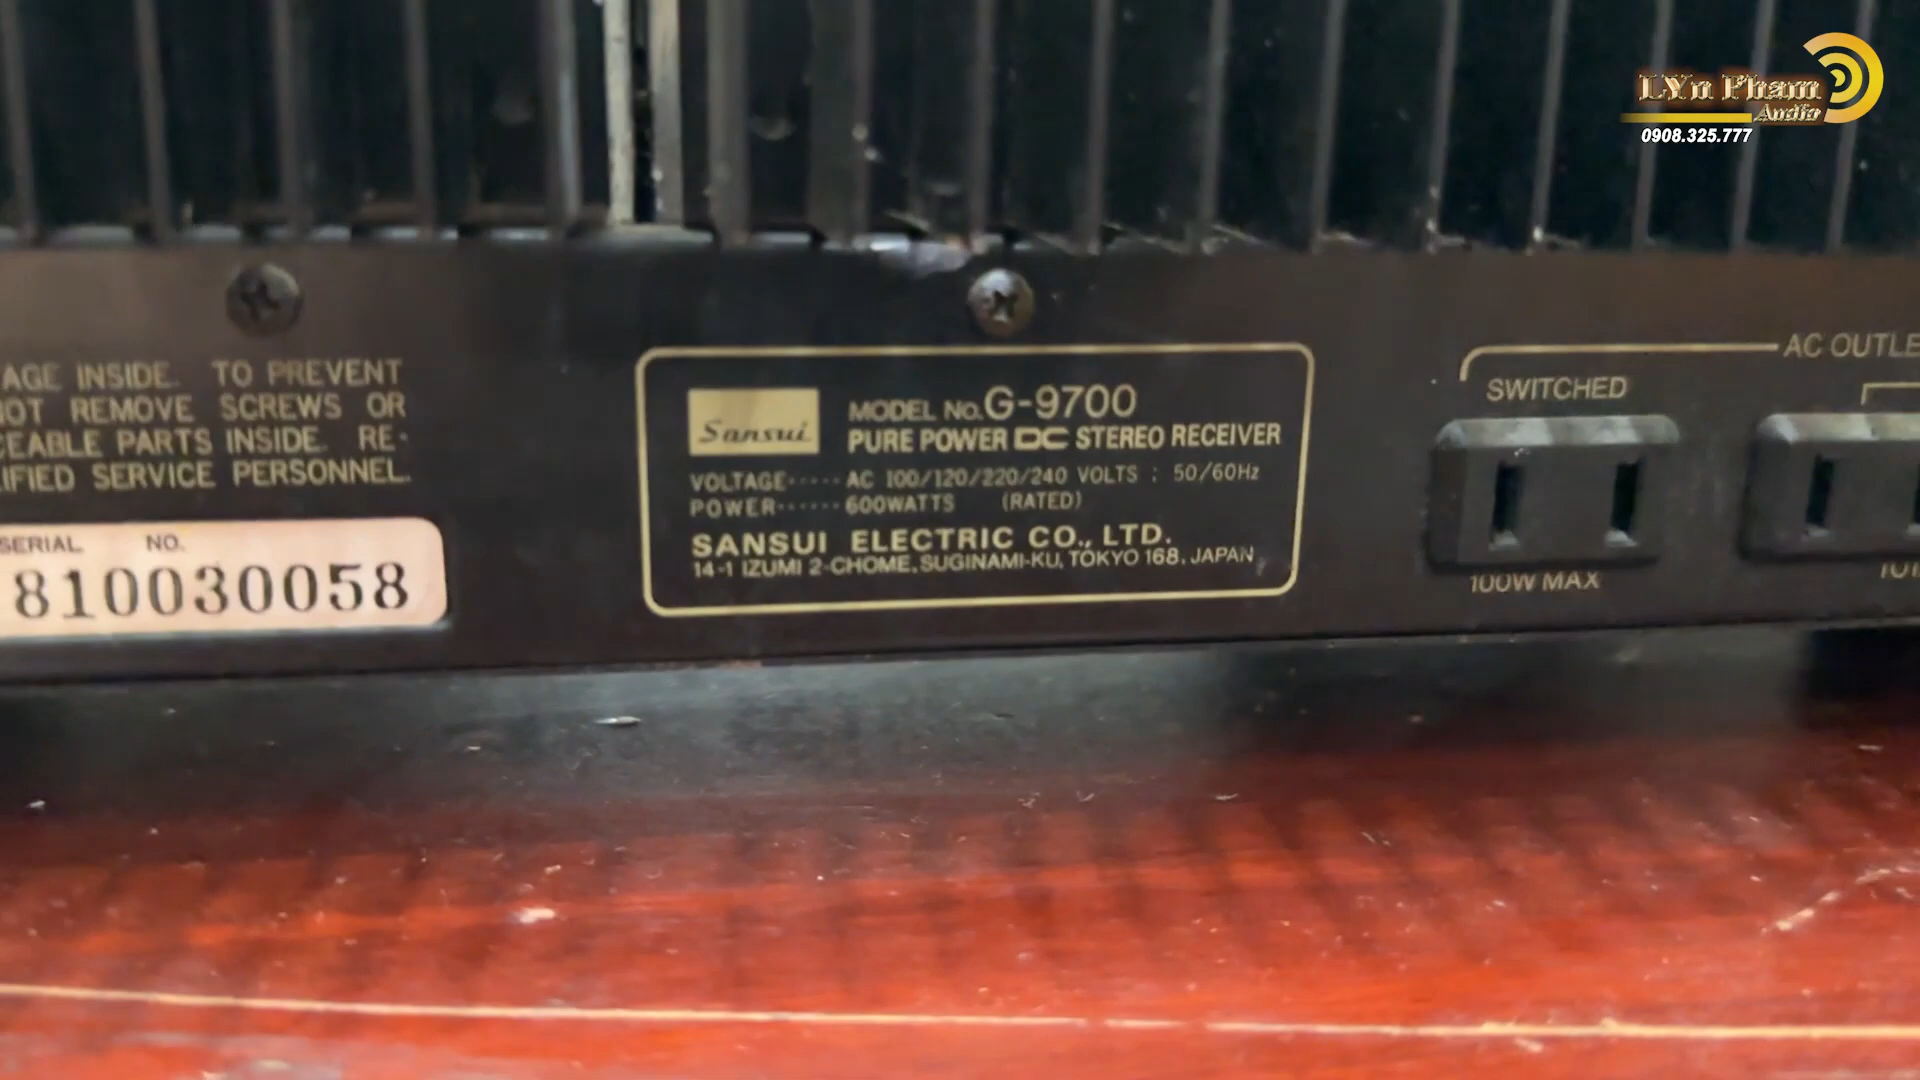 LYn Pham
Audio
0908.325.777
AGE INSIDE. TO PREVENT
NOT REMOVE SCREWS OR
CEABLE PARTS INSIDE. RE-
IFIED SERVICE PERSONNEL.
SERIAL NO.
810030058
Sansui
MODEL No. G-9700
PURE POWER DC STEREO RECEIVER
VOLTAGE····· AC 100/120/220/240 VOLTS : 50/60Hz
POWER······ 600WATTS (RATED)
SANSUI ELECTRIC CO., LTD.
14-1 IZUMI 2-CHOME, SUGINAMI-KU, TOKYO 168, JAPAN
AC OUTLE
SWITCHED
100W MAX